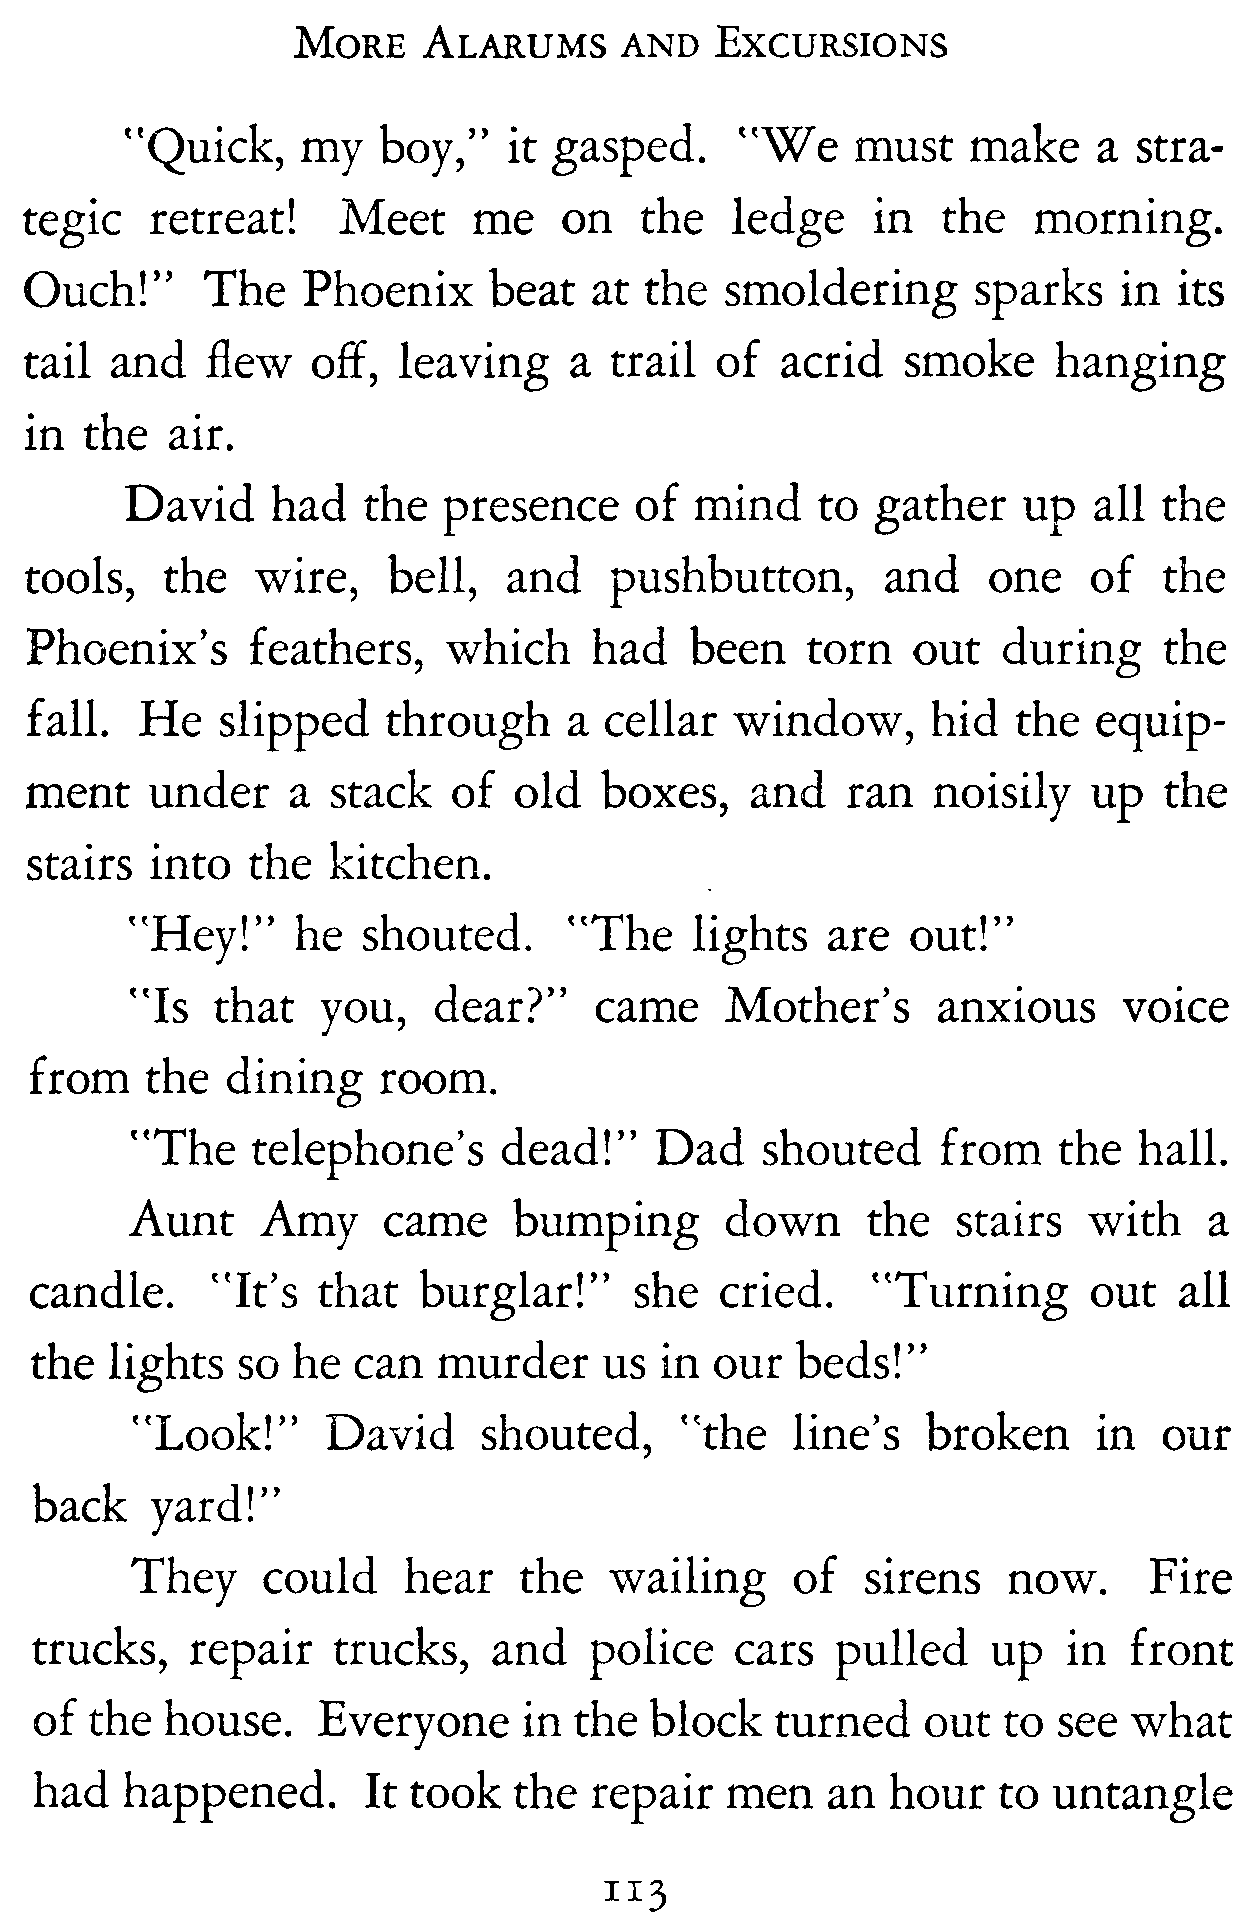 More Alarums and Excursions
"Quick, my boy," it gasped. "We must make a stra-
tegic retreat! Meet me on the ledge in the morning.
Ouch!" The Phoenix beat at the smoldering sparks in its
tail and flew off, leaving a trail of acrid smoke hanging
in the air.
David had the presence of mind to gather up all the
tools, the wire, bell, and pushbutton, and one of the
Phoenix's feathers, which had been torn out during the
fall. He slipped through a cellar window, hid the equip-
ment under a stack of old boxes, and ran noisily up the
stairs into the kitchen.
"Hey!" he shouted. "The lights are out!"
"Is that you, dear?" came Mother's anxious voice
from the dining room.
"The telephone's dead!" Dad shouted from the hall.
Aunt Amy came bumping down the stairs with a
candle. "It's that burglar!" she cried. "Turning out all
the lights so he can murder us in our beds!"
"Look!" David shouted, "the line's broken in our
back yard!"
They could hear the wailing of sirens now. Fire
trucks, repair trucks, and police cars pulled up in front
of the house. Everyone in the block turned out to see what
had happened. It took the repair men an hour to untangle
113